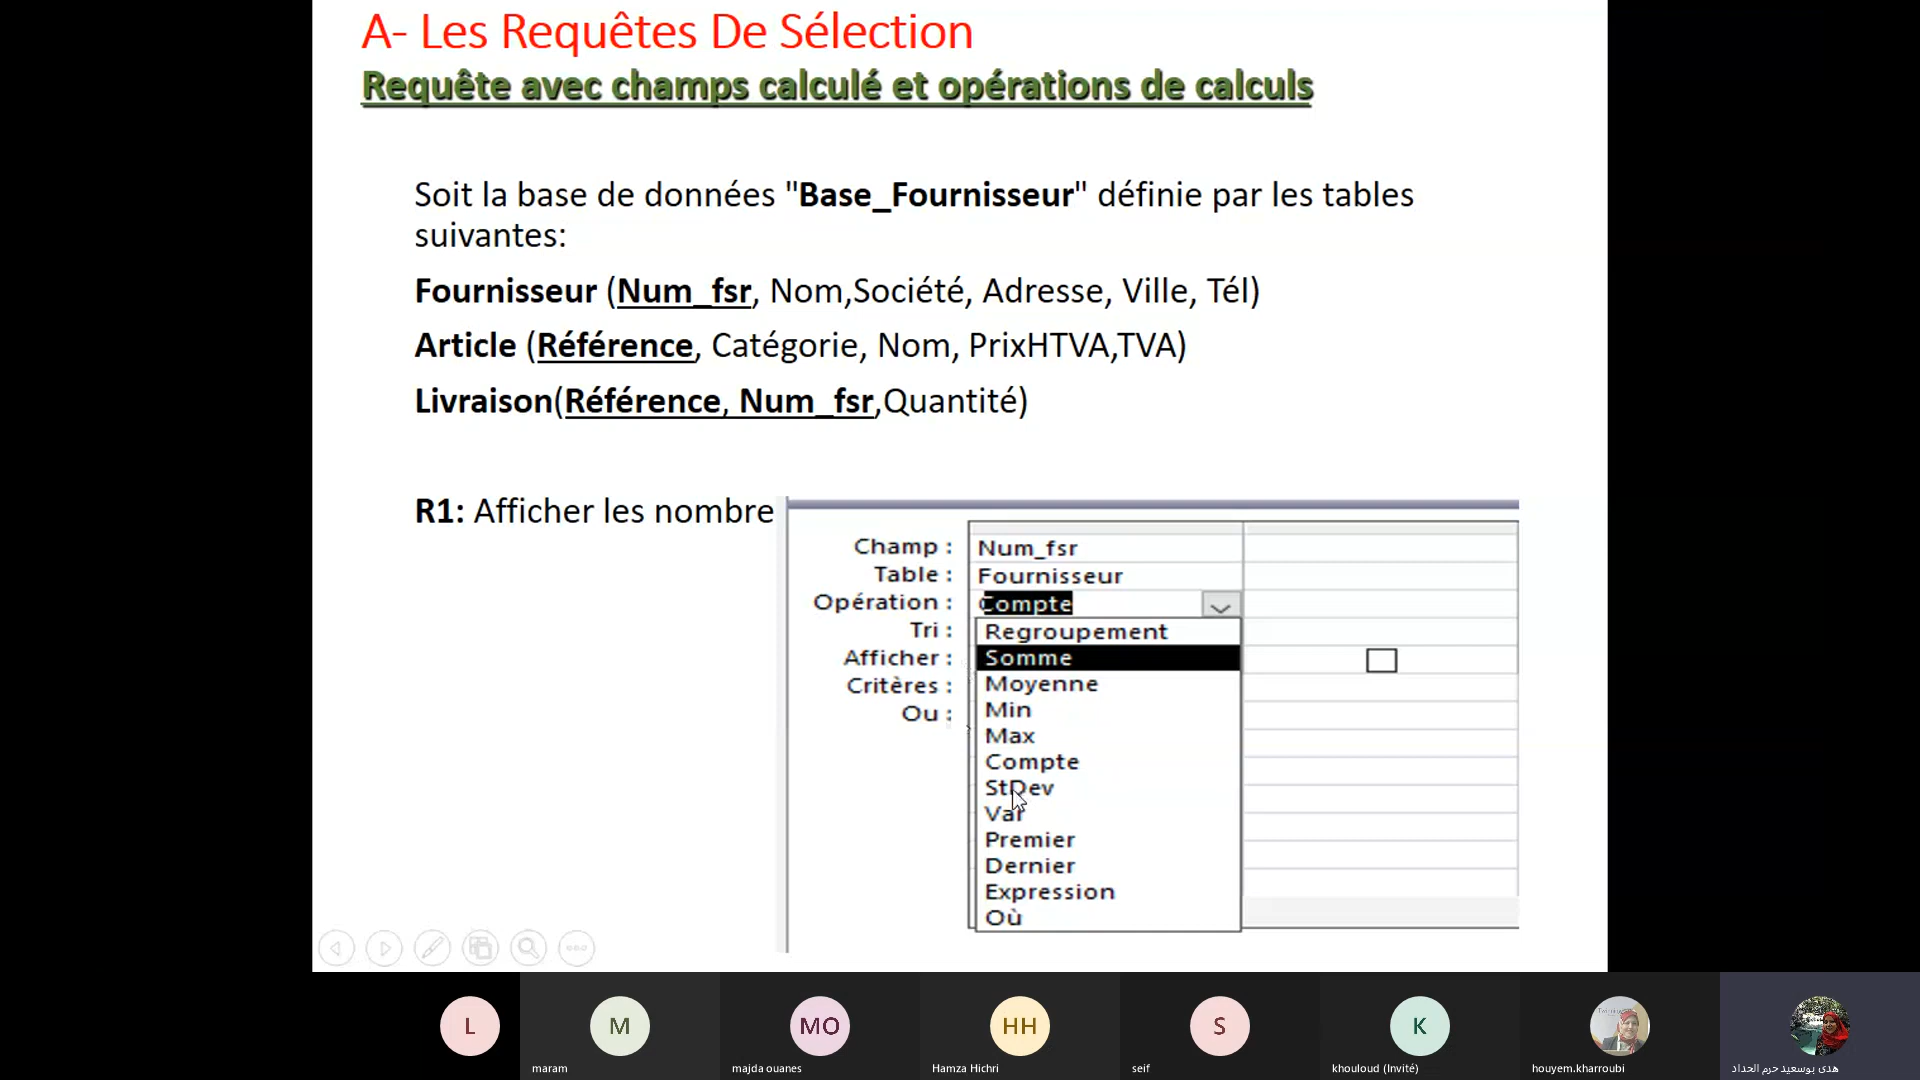 A- Les Requêtes De Sélection
Requête avec champs calculé et opérations de calculs
Soit la base de données "Base_Fournisseur" définie par les tables
suivantes:
Fournisseur (Num_fsr, Nom,Société, Adresse, Ville, Tél)
Article (Référence, Catégorie, Nom, PrixHTVA,TVA)
Livraison(Référence, Num_fsr,Quantité)
R1: Afficher les nombre
Champ : Num_fsr
Table : Fournisseur
Opération : Compte
Tri :
Afficher :
Critères :
Ou :
Regroupement
Somme
Moyenne
Min
Max
Compte
StDev
Var
Premier
Dernier
Expression
Où
L
M
MO
HH
S
K
maram
majda ouanes
Hamza Hichri
seif
khouloud (Invité)
houyem.kharroubi
هدى بوسعيد حرم الحداد